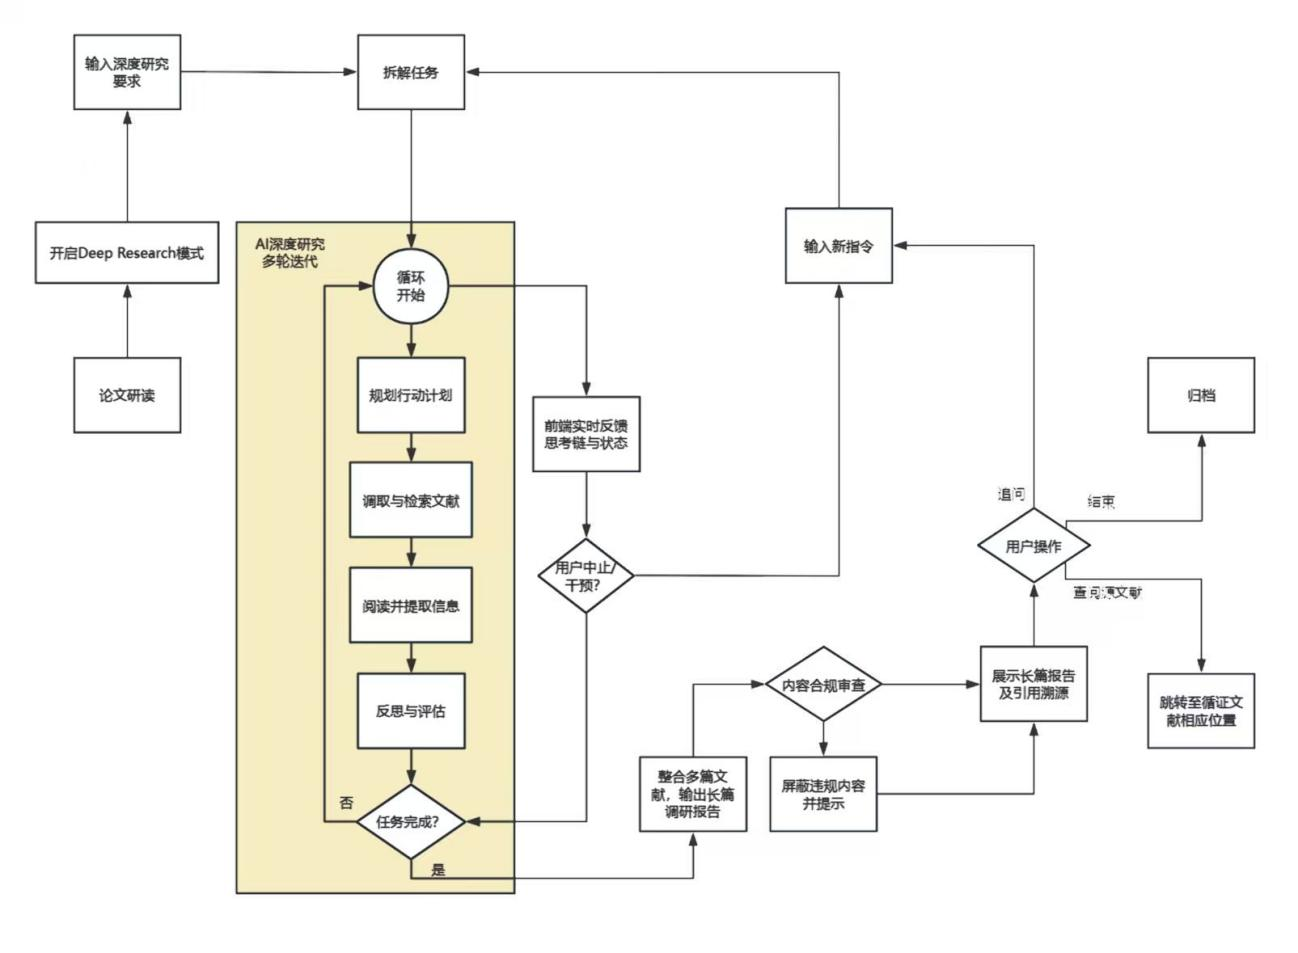 输入深度研究
要求
拆解任务
开启Deep Research模式
论文研读
AI深度研究
多轮迭代
循环
开始
规划行动计划
调取与检索文献
阅读并提取信息
反思与评估
否
任务完成?
是
前端实时反馈
思考链与状态
用户中止/
干预?
输入新指令
整合多篇文
献，输出长篇
调研报告
内容合规审查
屏蔽违规内容
并提示
展示长篇报告
及引用溯源
追问
用户操作
结束
归档
源文献
跳转至循证文
献相应位置